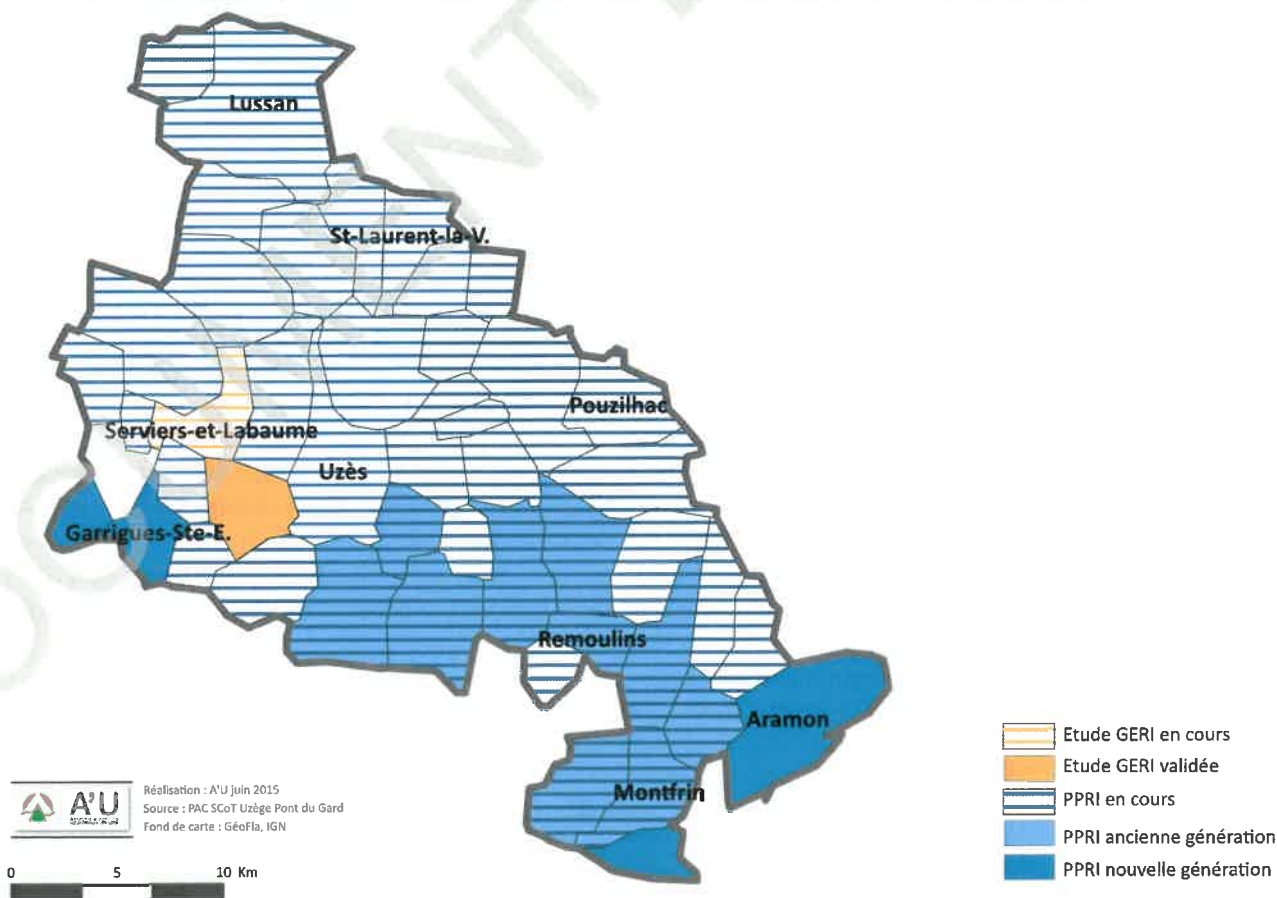 Lussan
St-Laurent-la-V.
Pouzilhac
Serviers-et-Labaume
Uzès
Garrigues-Ste-E.
Remoulins
Aramon
Montfrin
Etude GERI en cours
Etude GERI validée
PPRI en cours
PPRI ancienne génération
PPRI nouvelle génération
A'U
Réalisation : A'U juin 2015
Source : PAC SCoT Uzège Pont du Gard
Fond de carte : GéoFla, IGN
0 5 10 Km